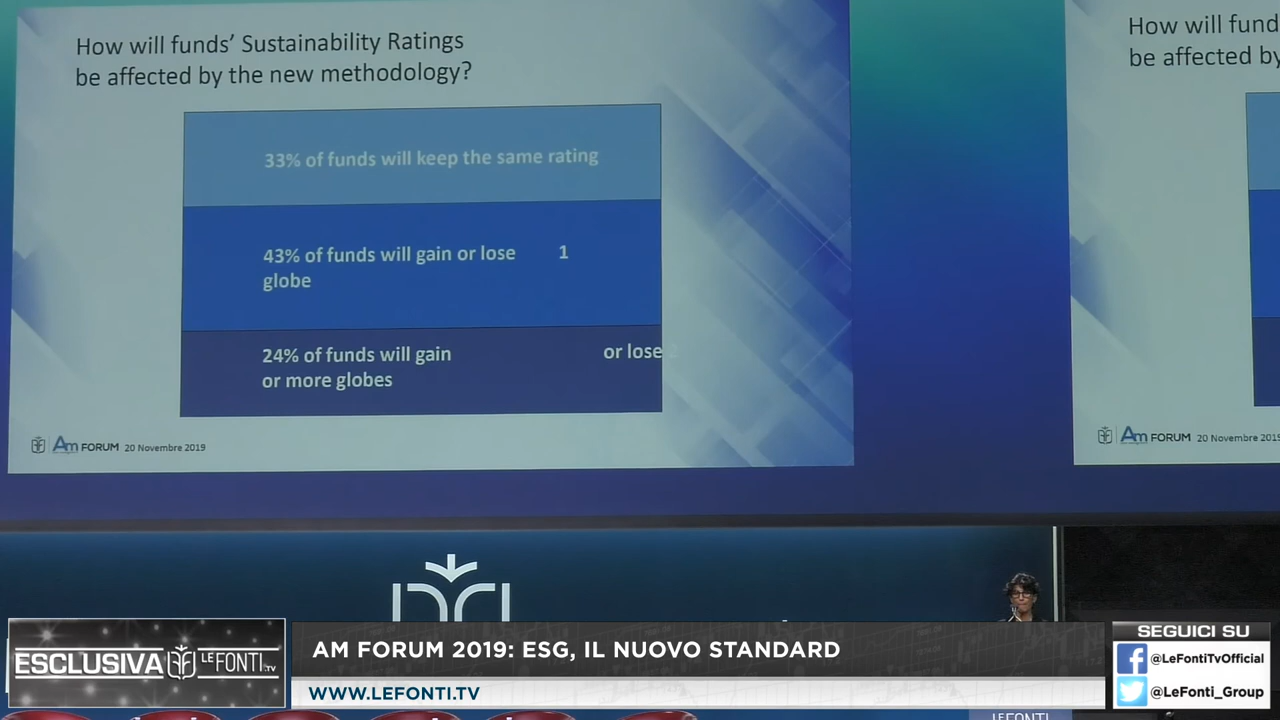 How will funds' Sustainability Ratings
be affected by the new methodology?
33% of funds will keep the same rating
43% of funds will gain or lose 1
globe
24% of funds will gain or lose 2
or more globes
Am FORUM 20 Novembre 2019
How will fund
be affected by
Am FORUM 20 Novembre 2019
ESCLUSIVA LE FONTI.TV
AM FORUM 2019: ESG, IL NUOVO STANDARD
WWW.LEFONTI.TV
SEGUICI SU
@LeFontiTvOfficial
@LeFonti_Group
LE FONTI